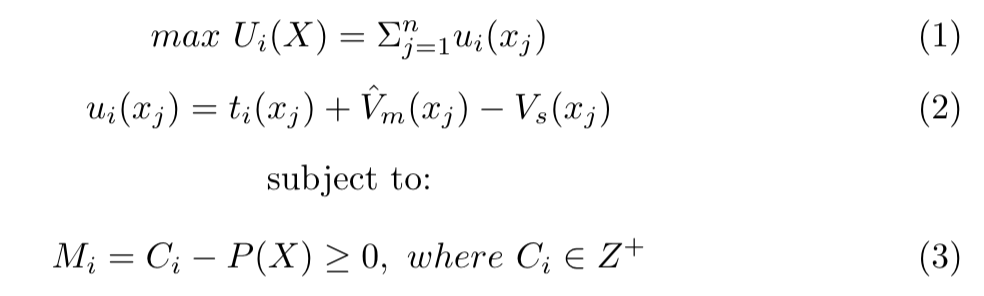 max U_i(X) = Σ_{j=1}^{n} u_i(x_j) (1)
u_i(x_j) = t_i(x_j) + V̂_m(x_j) − V_s(x_j) (2)
subject to:
M_i = C_i − P(X) ≥ 0, where C_i ∈ Z^+ (3)